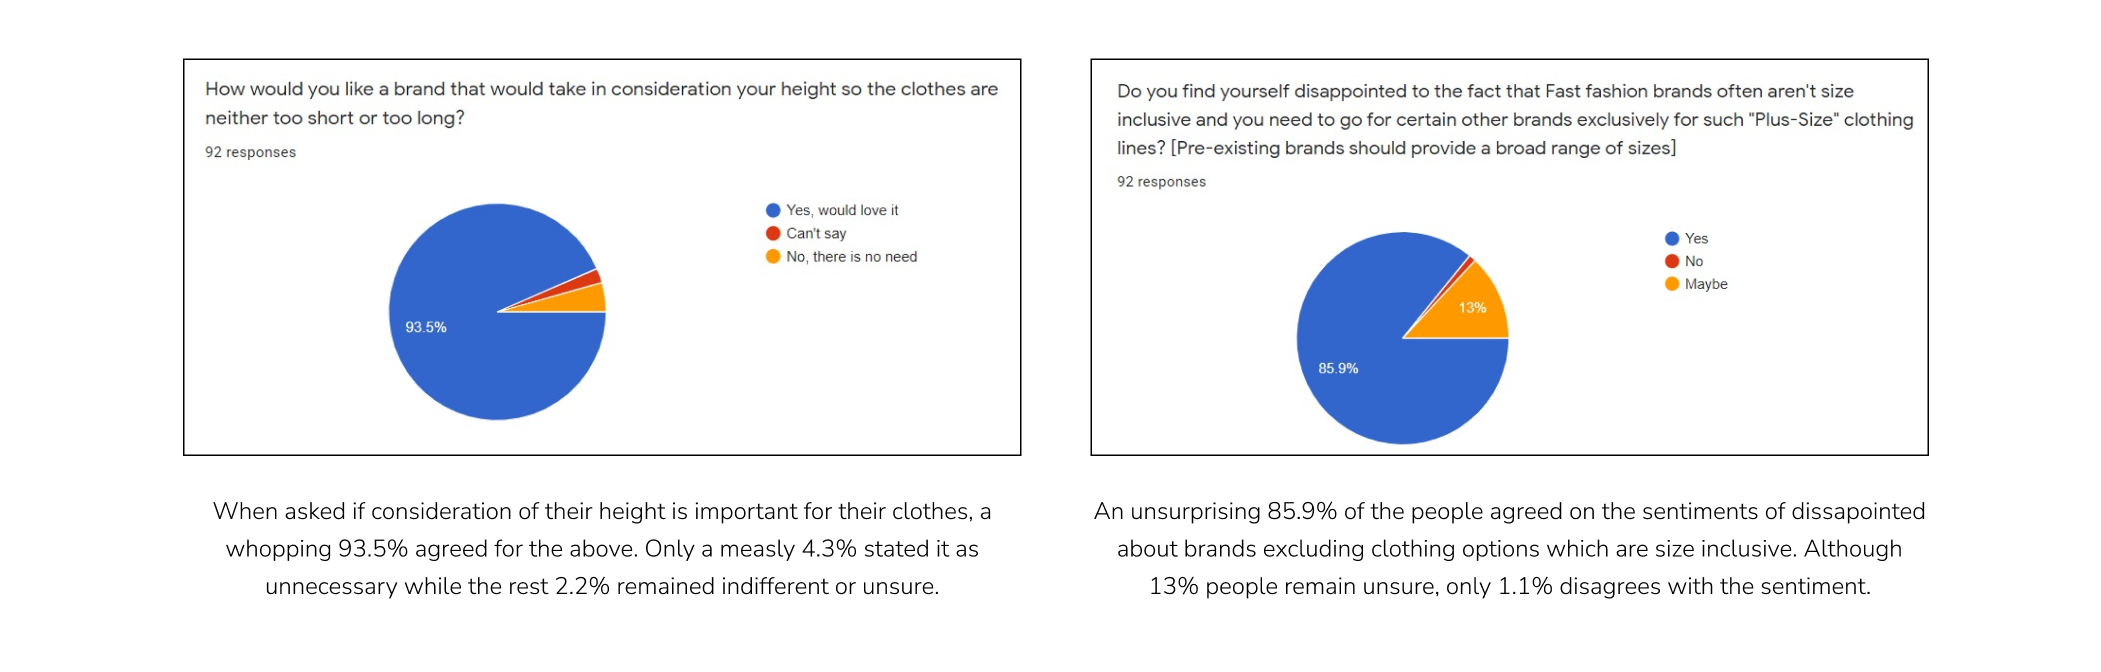 How would you like a brand that would take in consideration your height so the clothes are
neither too short or too long?
92 responses
Yes, would love it
Can't say
No, there is no need
93.5%
When asked if consideration of their height is important for their clothes, a
whopping 93.5% agreed for the above. Only a measly 4.3% stated it as
unnecessary while the rest 2.2% remained indifferent or unsure.
Do you find yourself disappointed to the fact that Fast fashion brands often aren't size
inclusive and you need to go for certain other brands exclusively for such "Plus-Size" clothing
lines? [Pre-existing brands should provide a broad range of sizes]
92 responses
Yes
No
Maybe
13%
85.9%
An unsurprising 85.9% of the people agreed on the sentiments of dissapointed
about brands excluding clothing options which are size inclusive. Although
13% people remain unsure, only 1.1% disagrees with the sentiment.